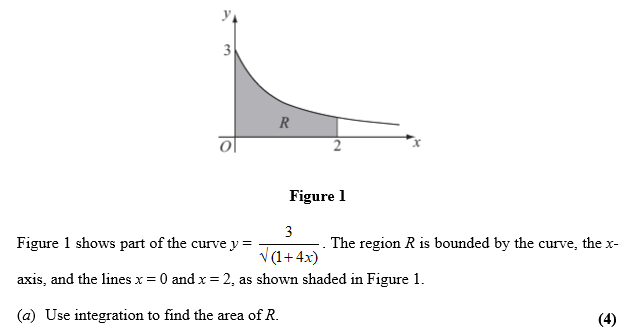 y
3
R
O
2
x
Figure 1
Figure 1 shows part of the curve y = 3/√(1+4x) . The region R is bounded by the curve, the x-
axis, and the lines x = 0 and x = 2, as shown shaded in Figure 1.
(a) Use integration to find the area of R.
(4)